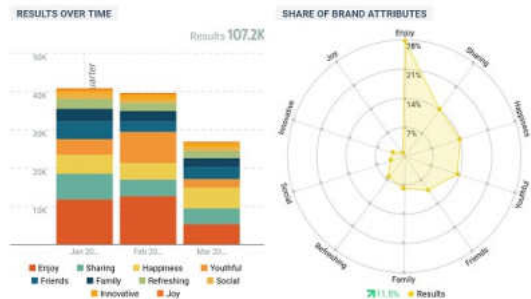 RESULTS OVER TIME
Results 107.2K
50K
40K
30K
20K
10K
Jan 20...
Feb 20...
Mar 20...
Enjoy
Sharing
Happiness
Youthful
Friends
Family
Refreshing
Social
Innovative
Joy
SHARE OF BRAND ATTRIBUTES
Enjoy
28%
21%
14%
7%
Sharing
Happiness
Youthful
Friends
Family
Refreshing
Social
Innovative
Joy
11.8%
Results